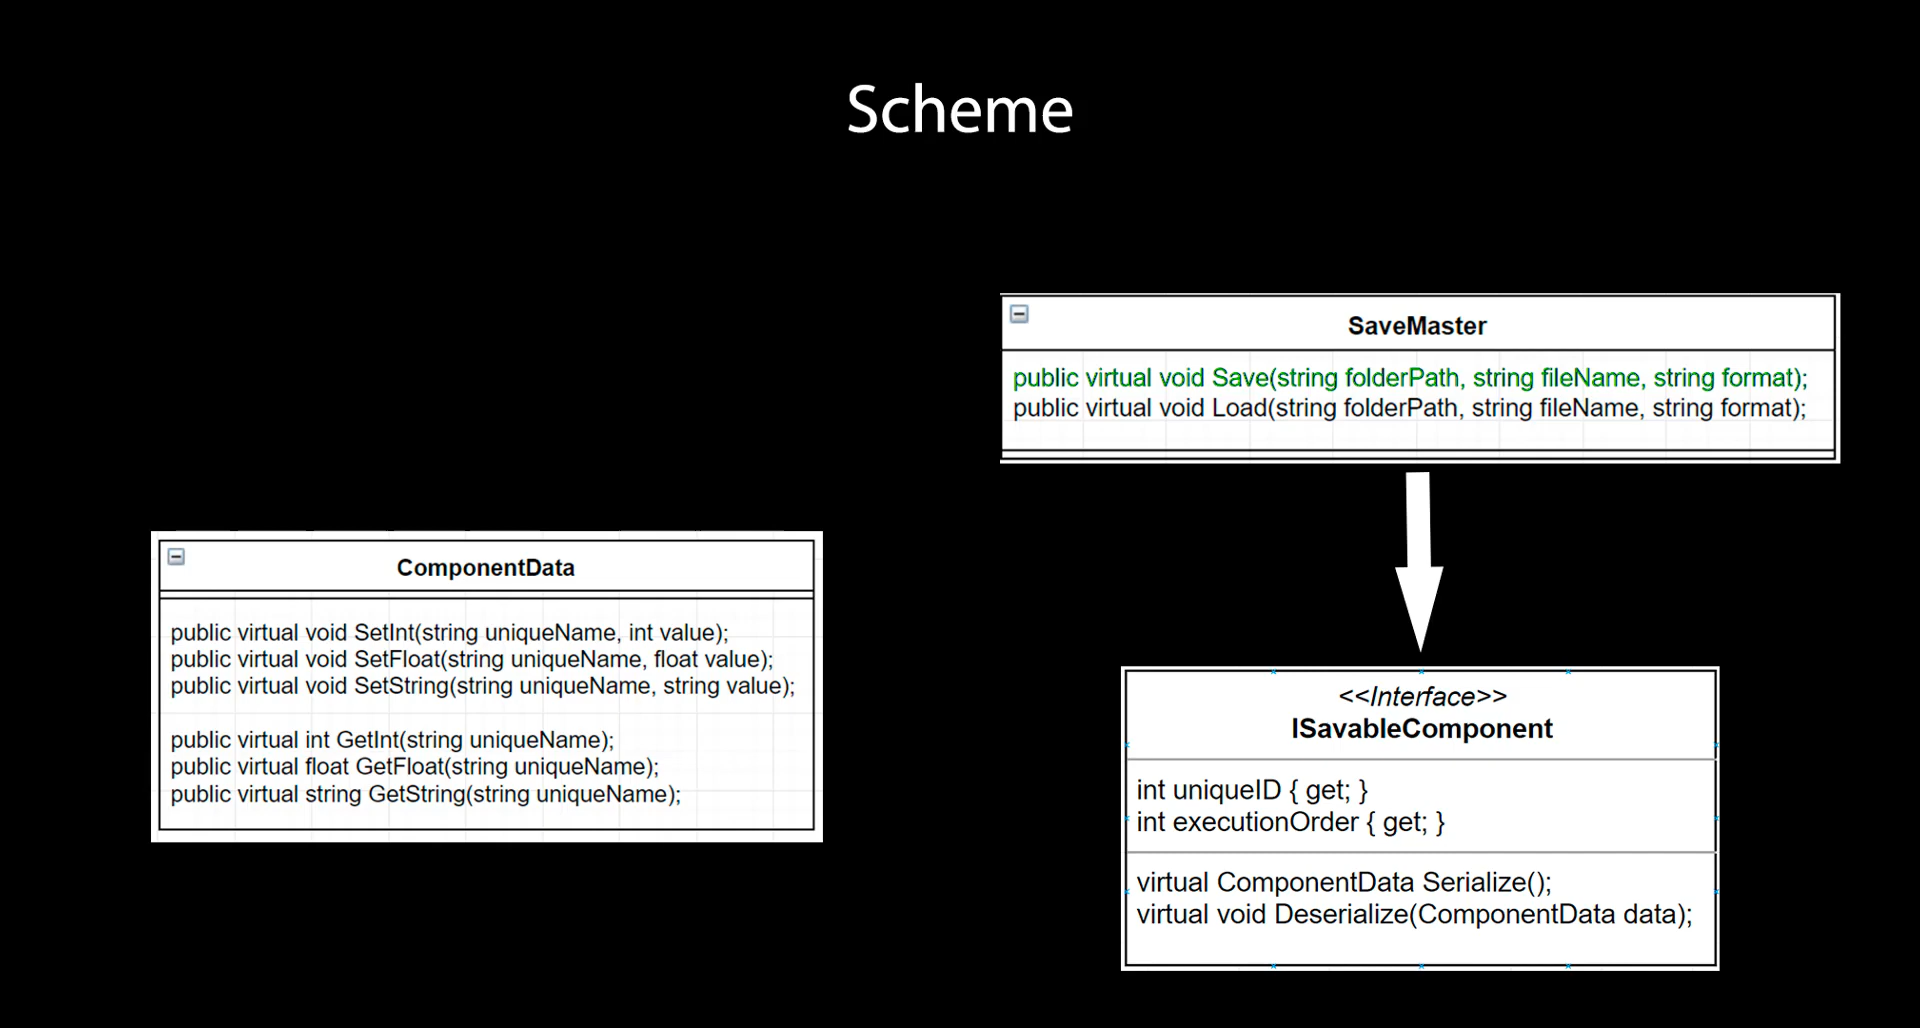 Scheme
SaveMaster
public virtual void Save(string folderPath, string fileName, string format);
public virtual void Load(string folderPath, string fileName, string format);
ComponentData
public virtual void SetInt(string uniqueName, int value);
public virtual void SetFloat(string uniqueName, float value);
public virtual void SetString(string uniqueName, string value);
public virtual int GetInt(string uniqueName);
public virtual float GetFloat(string uniqueName);
public virtual string GetString(string uniqueName);
<<Interface>>
ISavableComponent
int uniqueID { get; }
int executionOrder { get; }
virtual ComponentData Serialize();
virtual void Deserialize(ComponentData data);